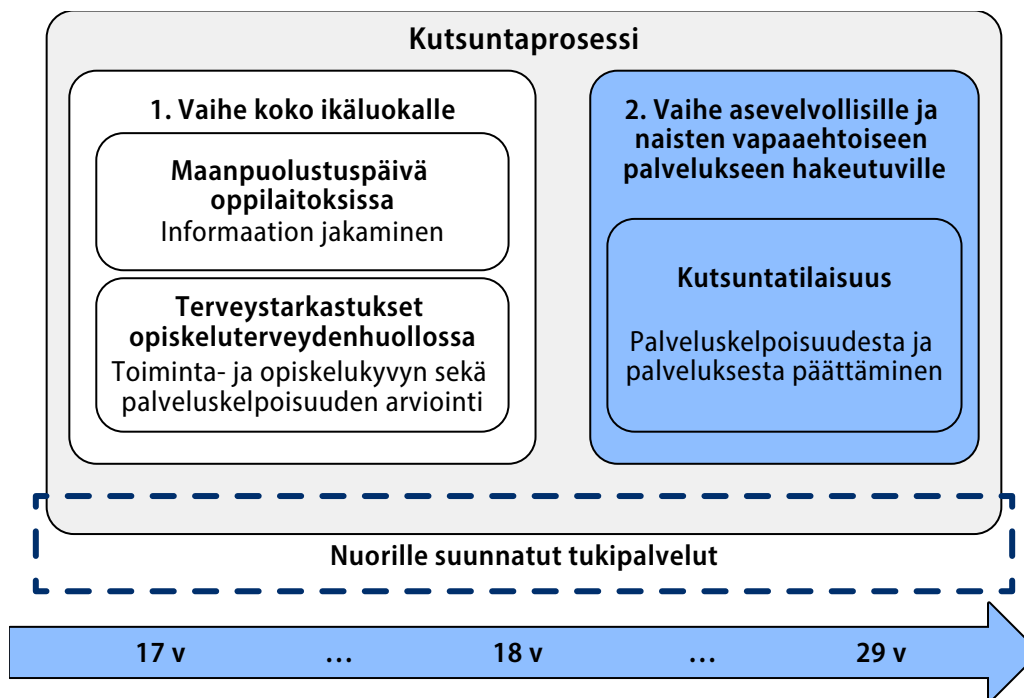 Kutsuntaprosessi
1. Vaihe koko ikäluokalle
Maanpuolustuspäivä
oppilaitoksissa
Informaation jakaminen
Terveystarkastukset
opiskeluterveydenhuollossa
Toiminta- ja opiskelukyvyn sekä
palveluskelpoisuuden arviointi
2. Vaihe asevelvollisille ja
naisten vapaaehtoiseen
palvelukseen hakeutuville
Kutsuntatilaisuus
Palveluskelpoisuudesta ja
palveluksesta päättäminen
Nuorille suunnatut tukipalvelut
17 v ... 18 v ... 29 v